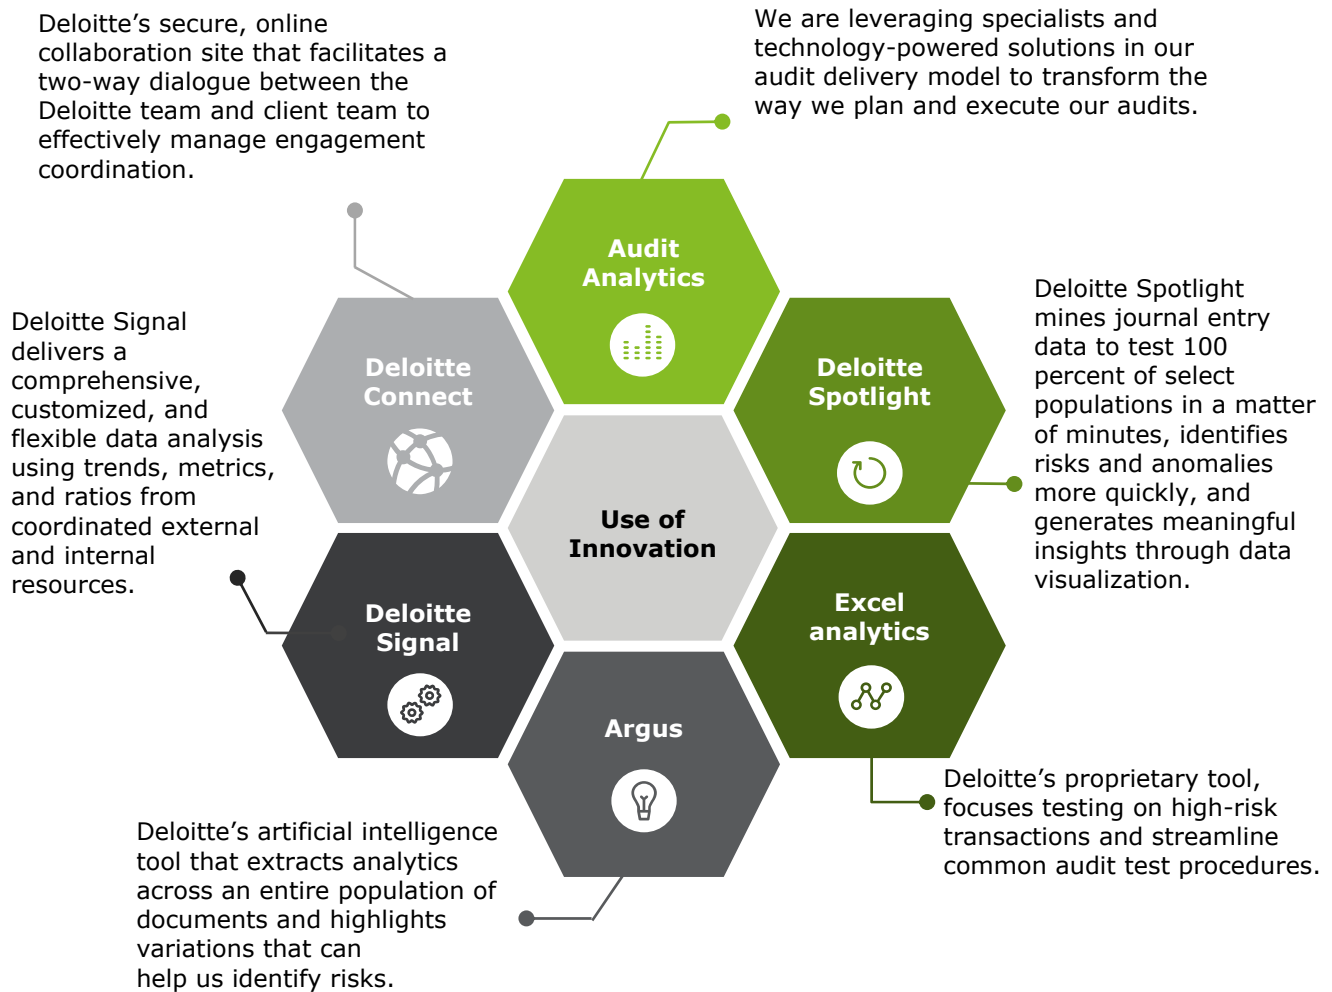 Deloitte’s secure, online
collaboration site that facilitates a
two-way dialogue between the
Deloitte team and client team to
effectively manage engagement
coordination.
We are leveraging specialists and
technology-powered solutions in our
audit delivery model to transform the
way we plan and execute our audits.
Audit
Analytics
Deloitte
Connect
Deloitte
Spotlight
Deloitte Spotlight
mines journal entry
data to test 100
percent of select
populations in a matter
of minutes, identifies
risks and anomalies
more quickly, and
generates meaningful
insights through data
visualization.
Deloitte Signal
delivers a
comprehensive,
customized, and
flexible data analysis
using trends, metrics,
and ratios from
coordinated external
and internal
resources.
Use of
Innovation
Deloitte
Signal
Excel
analytics
Argus
Deloitte’s proprietary tool,
focuses testing on high-risk
transactions and streamline
common audit test procedures.
Deloitte’s artificial intelligence
tool that extracts analytics
across an entire population of
documents and highlights
variations that can
help us identify risks.